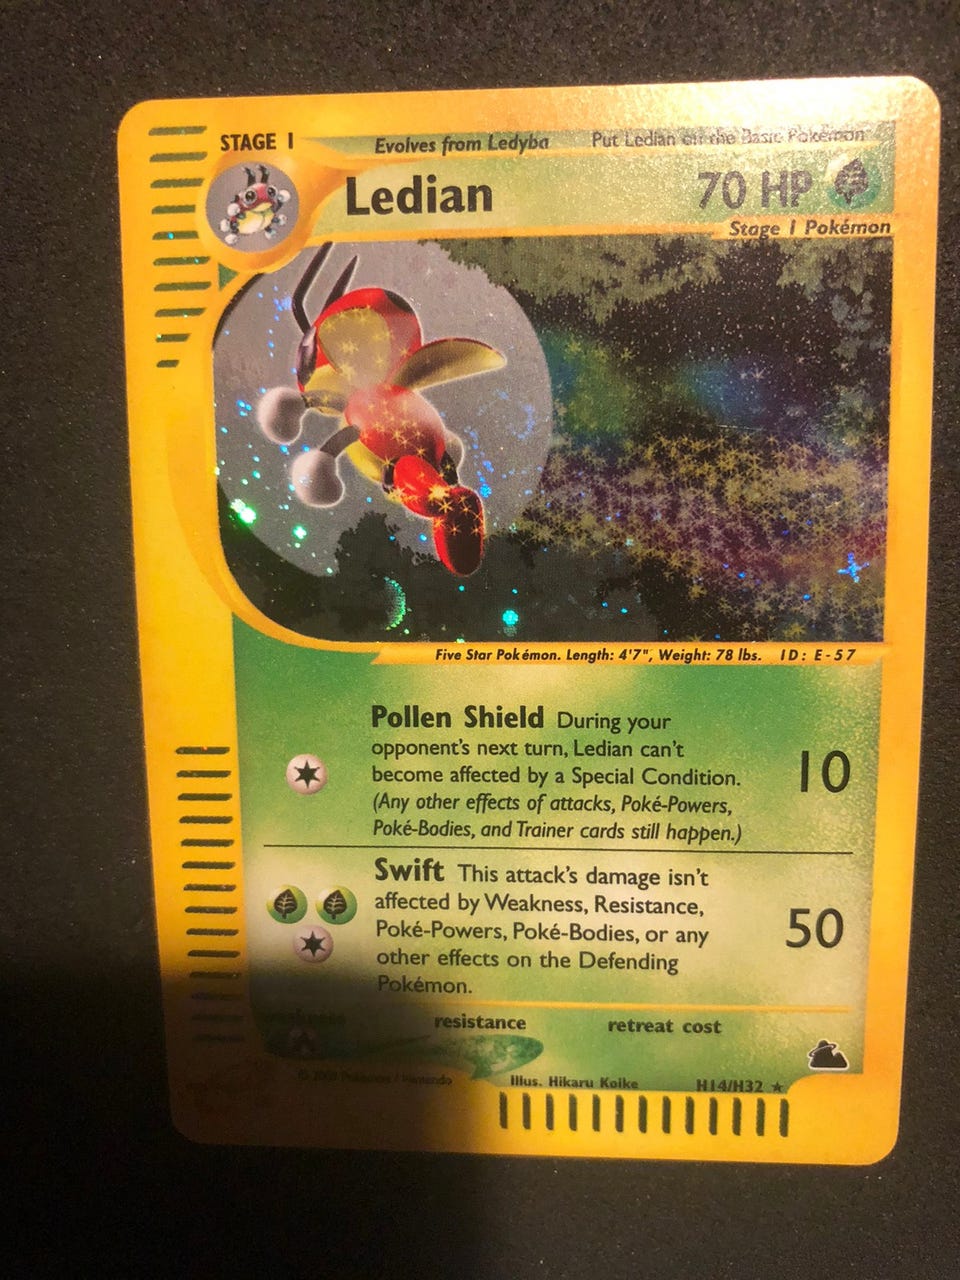 STAGE 1
Evolves from Ledyba
Put Ledian on the Basic Pokémon
Ledian
70 HP
Stage 1 Pokémon
Five Star Pokémon. Length: 4'7", Weight: 78 lbs. ID: E-57
Pollen Shield During your
opponent's next turn, Ledian can't
become affected by a Special Condition.
(Any other effects of attacks, Poké-Powers,
Poké-Bodies, and Trainer cards still happen.)
10
Swift This attack's damage isn't
affected by Weakness, Resistance,
Poké-Powers, Poké-Bodies, or any
other effects on the Defending
Pokémon.
50
resistance
retreat cost
Pokémon / Nintendo
Illus. Hikaru Koike
H14/H32 ★